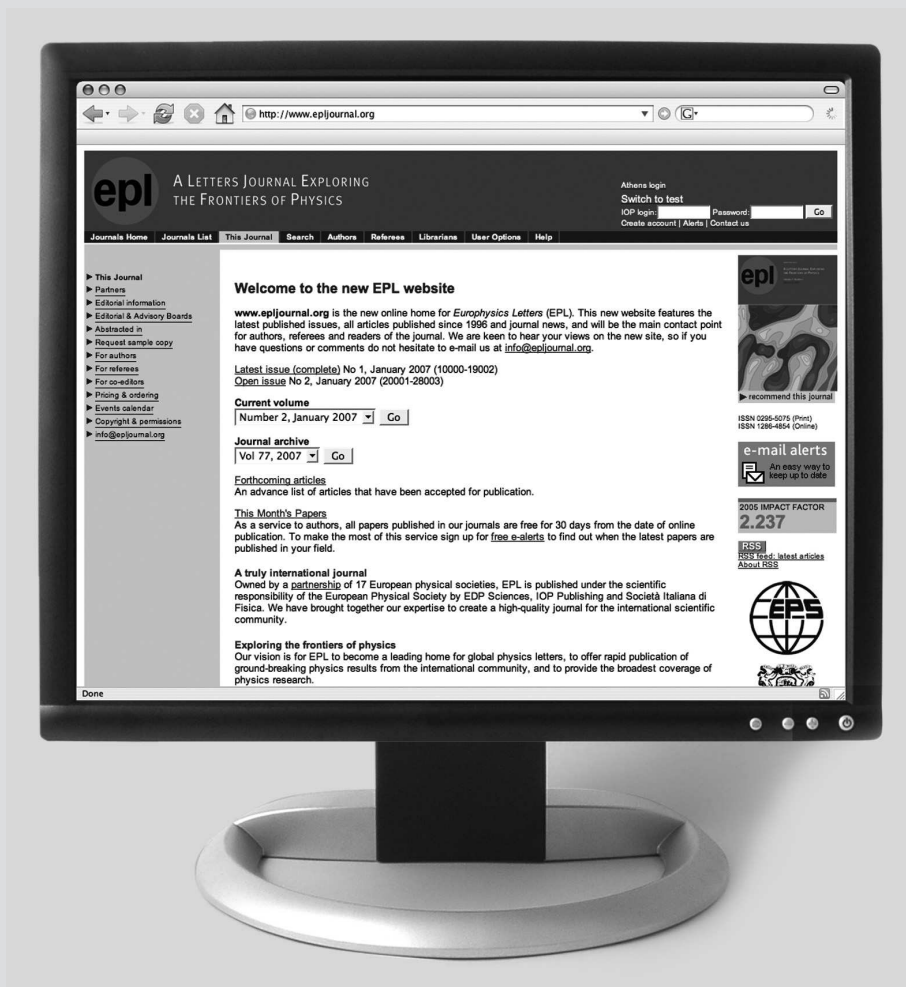 http://www.epljournal.org
G
epl
A LETTERS JOURNAL EXPLORING
THE FRONTIERS OF PHYSICS
Athens login
Switch to test
IOP login: Password: Go
Create account | Alerts | Contact us
Journals Home Journals List This Journal Search Authors Referees Librarians User Options Help
This Journal
Partners
Editorial information
Editorial & Advisory Boards
Abstracted in
Request sample copy
For authors
For referees
For co-editors
Pricing & ordering
Events calendar
Copyright & permissions
info@epljournal.org
Welcome to the new EPL website
www.epljournal.org is the new online home for Europhysics Letters (EPL). This new website features the
latest published issues, all articles published since 1996 and journal news, and will be the main contact point
for authors, referees and readers of the journal. We are keen to hear your views on the new site, so if you
have questions or comments do not hesitate to e-mail us at info@epljournal.org.
Latest issue (complete) No 1, January 2007 (10000-19002)
Open issue No 2, January 2007 (20001-28003)
Current volume
Number 2, January 2007 Go
Journal archive
Vol 77, 2007 Go
Forthcoming articles
An advance list of articles that have been accepted for publication.
This Month's Papers
As a service to authors, all papers published in our journals are free for 30 days from the date of online
publication. To make the most of this service sign up for free e-alerts to find out when the latest papers are
published in your field.
A truly international journal
Owned by a partnership of 17 European physical societies, EPL is published under the scientific
responsibility of the European Physical Society by EDP Sciences, IOP Publishing and Società Italiana di
Fisica. We have brought together our expertise to create a high-quality journal for the international scientific
community.
Exploring the frontiers of physics
Our vision is for EPL to become a leading home for global physics letters, to offer rapid publication of
ground-breaking physics results from the international community, and to provide the broadest coverage of
physics research.
epl
recommend this journal
ISSN 0295-5075 (Print)
ISSN 1286-4854 (Online)
e-mail alerts
An easy way to
keep up to date
2005 IMPACT FACTOR
2.237
RSS
RSS feed: latest articles
About RSS
EPS
Done